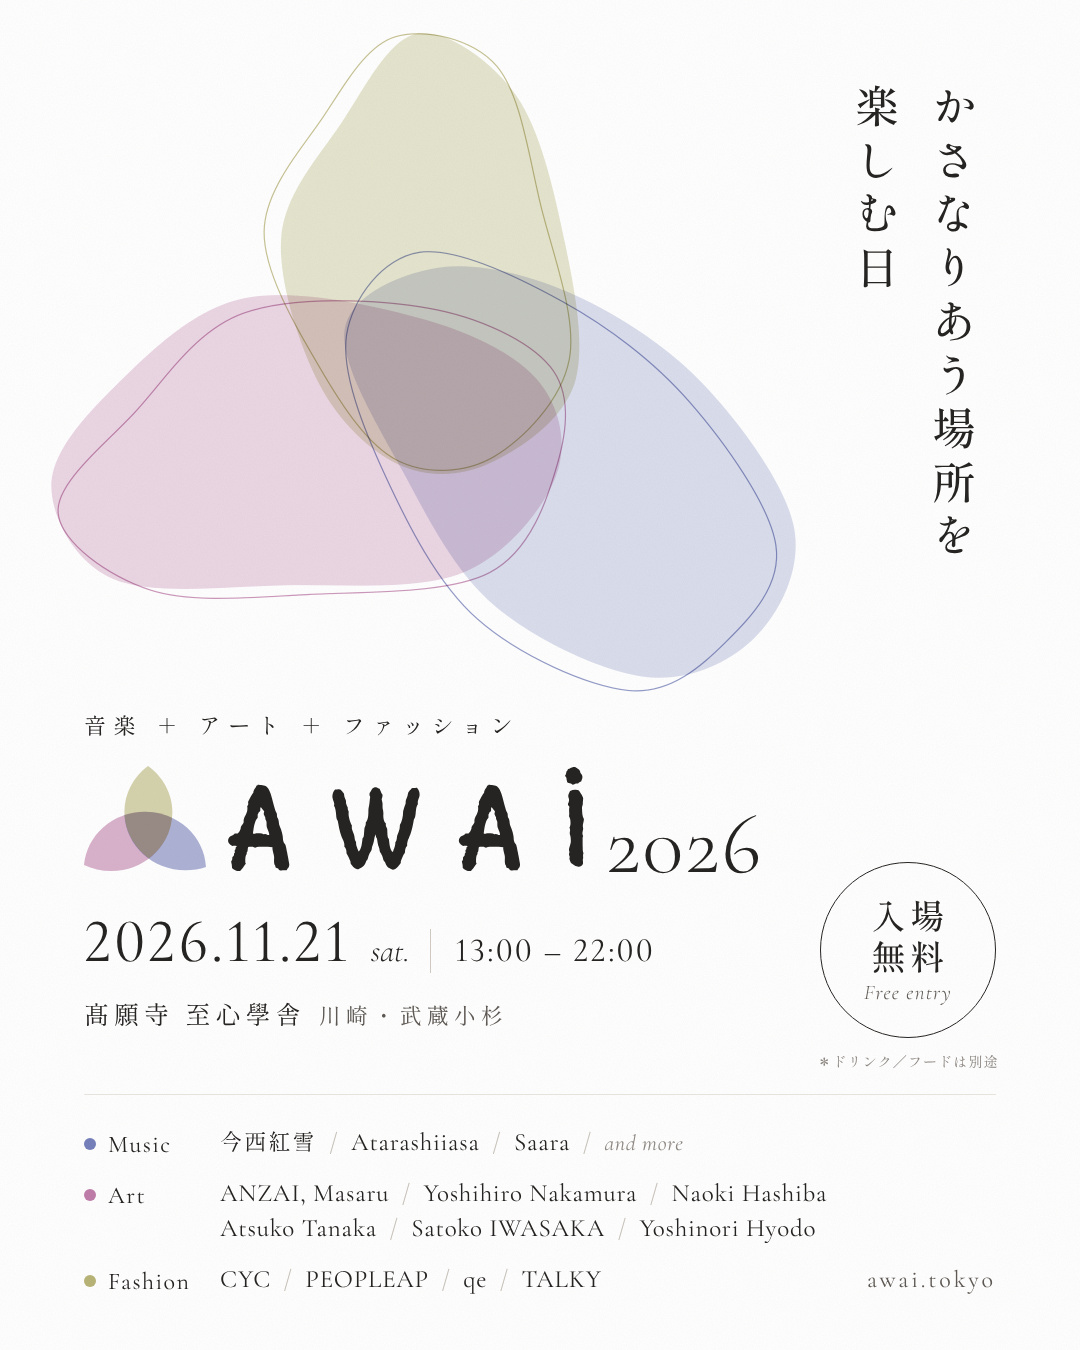 かさなりあう場所を
楽しむ日
音楽 ＋ アート ＋ ファッション
AWAi 2026
2026.11.21 sat. 13:00 – 22:00
髙願寺 至心學舎 川崎・武蔵小杉
入場
無料
Free entry
＊ドリンク／フードは別途
Music 今西紅雪 / Atarashiiasa / Saara / and more
Art ANZAI, Masaru / Yoshihiro Nakamura / Naoki Hashiba
Atsuko Tanaka / Satoko IWASAKA / Yoshinori Hyodo
Fashion CYC / PEOPLEAP / qe / TALKY
awai.tokyo